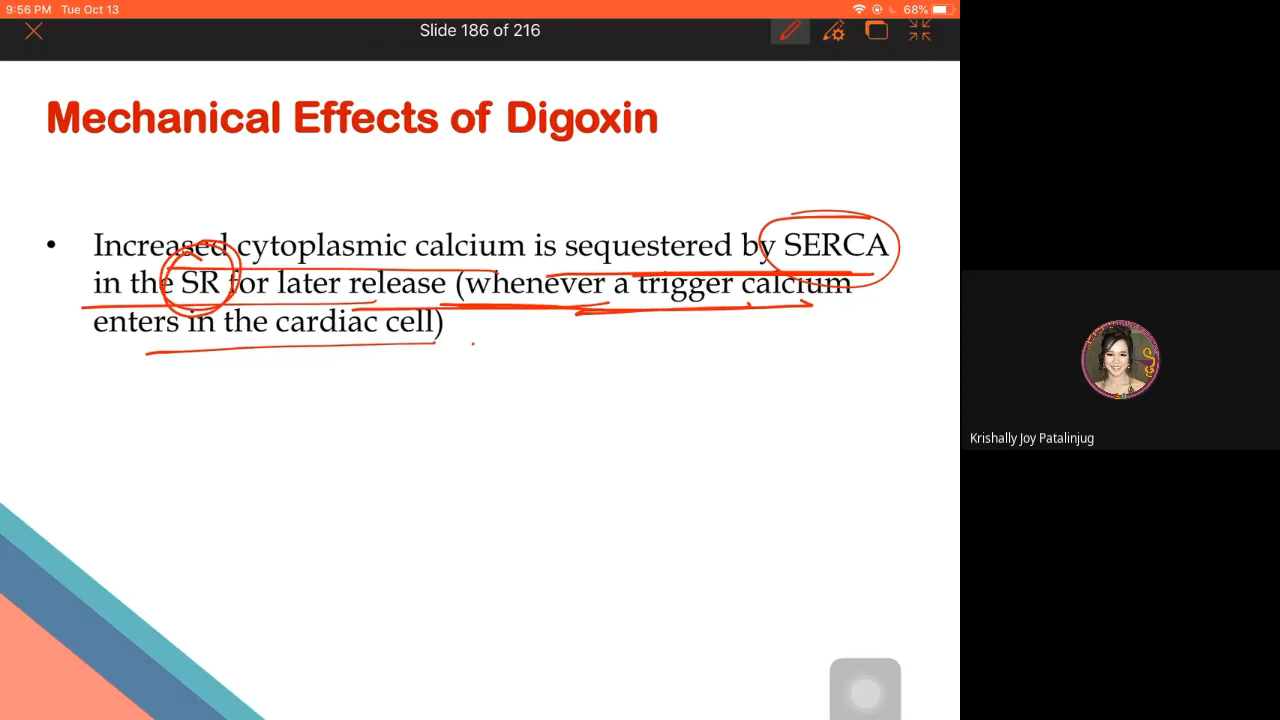 9:56 PM Tue Oct 13
68%
Slide 186 of 216
Mechanical Effects of Digoxin
• Increased cytoplasmic calcium is sequestered by SERCA
in the SR for later release (whenever a trigger calcium
enters in the cardiac cell)
Krishally Joy Patalinjug